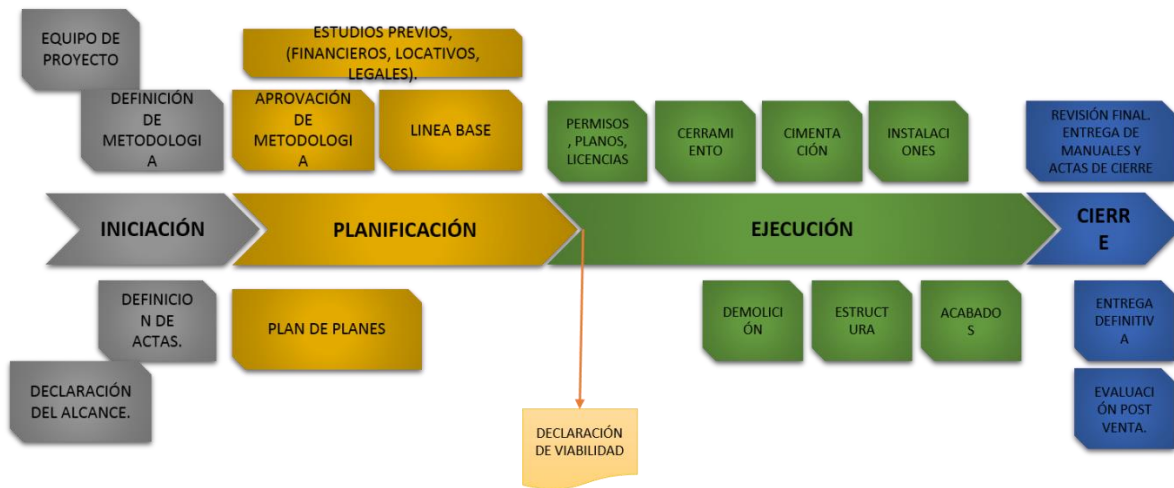 EQUIPO DE
PROYECTO
ESTUDIOS PREVIOS,
(FINANCIEROS, LOCATIVOS,
LEGALES).
DEFINICIÓN
DE
METODOLOGI
A
APROVACIÓN
DE
METODOLOGI
A
LINEA BASE
PERMISOS
, PLANOS,
LICENCIAS
CERRAMI
ENTO
CIMENTA
CIÓN
INSTALACI
ONES
REVISIÓN FINAL.
ENTREGA DE
MANUALES Y
ACTAS DE CIERRE
INICIACIÓN
PLANIFICACIÓN
EJECUCIÓN
CIERR
E
DEFINICIO
N DE
ACTAS.
PLAN DE PLANES
DEMOLICI
ÓN
ESTRUCT
URA
ACABADO
S
ENTREGA
DEFINITIV
A
DECLARACIÓN
DEL ALCANCE.
DECLARACIÓN
DE VIABILIDAD
EVALUACI
ÓN POST
VENTA.